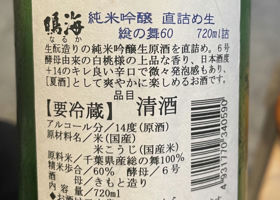 鳴海
なるか
純米吟醸 直詰め生
総の舞60 720ml詰
生酛造りの純米吟醸生原酒を直詰め。6号
酵母由来の白桃様の上品な香り、日本酒度
+14のキレ良い辛口で微々発泡感もあり、
【夏酒】として爽やかに楽しめます。
品目
【要冷蔵】 清酒
アルコール分/14度(原酒)
原材料/米(国産)
米こうじ(国産米)
原料米/千葉県産総の舞100%
精米歩合/60% 酵母/6号
造り/きもと造り
容量/720ml
4931770340590